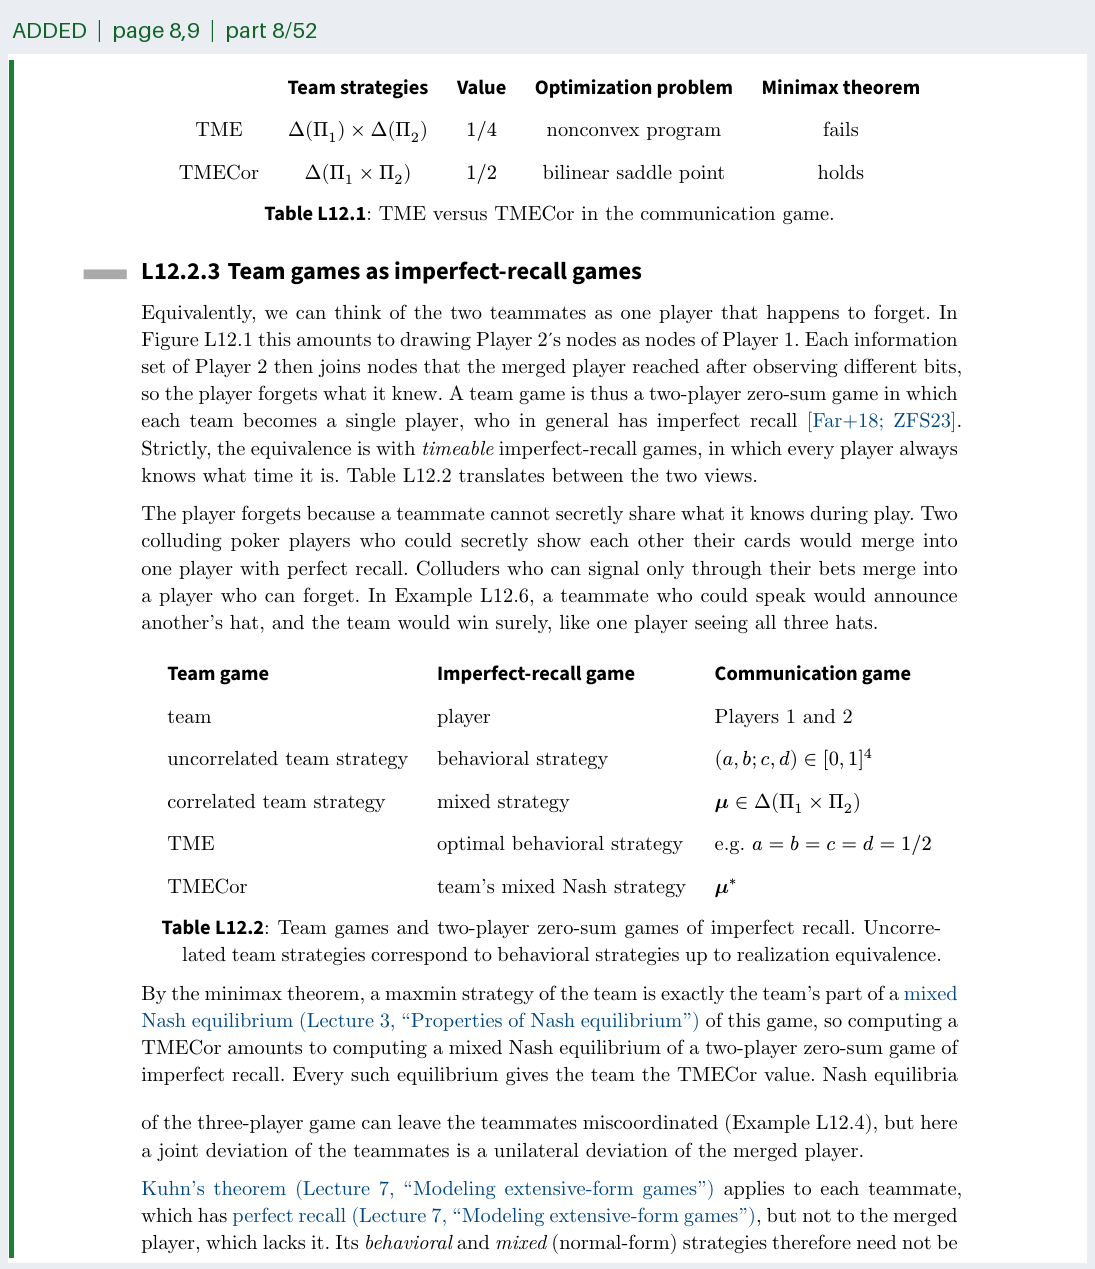 ADDED | page 8,9 | part 8/52
Team strategies Value Optimization problem Minimax theorem
TME Δ(Π₁) × Δ(Π₂) 1/4 nonconvex program fails
TMECor Δ(Π₁ × Π₂) 1/2 bilinear saddle point holds
Table L12.1: TME versus TMECor in the communication game.
L12.2.3 Team games as imperfect-recall games
Equivalently, we can think of the two teammates as one player that happens to forget. In
Figure L12.1 this amounts to drawing Player 2′s nodes as nodes of Player 1. Each information
set of Player 2 then joins nodes that the merged player reached after observing different bits,
so the player forgets what it knew. A team game is thus a two-player zero-sum game in which
each team becomes a single player, who in general has imperfect recall [Far+18; ZFS23].
Strictly, the equivalence is with timeable imperfect-recall games, in which every player always
knows what time it is. Table L12.2 translates between the two views.
The player forgets because a teammate cannot secretly share what it knows during play. Two
colluding poker players who could secretly show each other their cards would merge into
one player with perfect recall. Colluders who can signal only through their bets merge into
a player who can forget. In Example L12.6, a teammate who could speak would announce
another's hat, and the team would win surely, like one player seeing all three hats.
Team game Imperfect-recall game Communication game
team player Players 1 and 2
uncorrelated team strategy behavioral strategy (a, b; c, d) ∈ [0, 1]⁴
correlated team strategy mixed strategy μ ∈ Δ(Π₁ × Π₂)
TME optimal behavioral strategy e.g. a = b = c = d = 1/2
TMECor team's mixed Nash strategy μ*
Table L12.2: Team games and two-player zero-sum games of imperfect recall. Uncorre-
lated team strategies correspond to behavioral strategies up to realization equivalence.
By the minimax theorem, a maxmin strategy of the team is exactly the team's part of a mixed
Nash equilibrium (Lecture 3, “Properties of Nash equilibrium”) of this game, so computing a
TMECor amounts to computing a mixed Nash equilibrium of a two-player zero-sum game of
imperfect recall. Every such equilibrium gives the team the TMECor value. Nash equilibria
of the three-player game can leave the teammates miscoordinated (Example L12.4), but here
a joint deviation of the teammates is a unilateral deviation of the merged player.
Kuhn's theorem (Lecture 7, “Modeling extensive-form games”) applies to each teammate,
which has perfect recall (Lecture 7, “Modeling extensive-form games”), but not to the merged
player, which lacks it. Its behavioral and mixed (normal-form) strategies therefore need not be